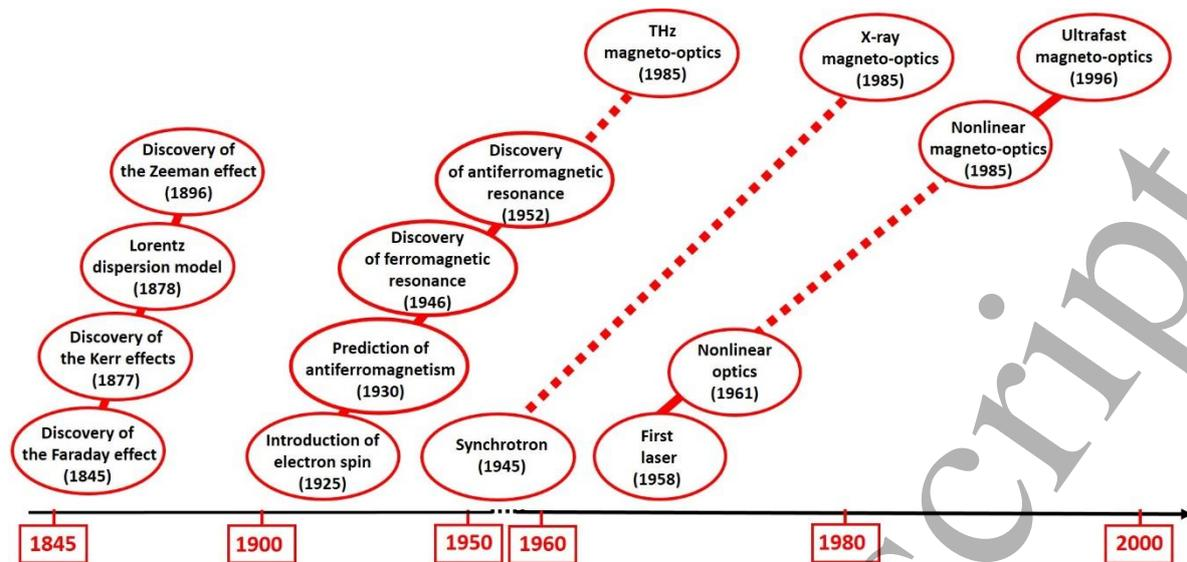 THz
magneto-optics
(1985)
X-ray
magneto-optics
(1985)
Ultrafast
magneto-optics
(1996)
Discovery of
the Zeeman effect
(1896)
Discovery
of antiferromagnetic
resonance
(1952)
Nonlinear
magneto-optics
(1985)
Lorentz
dispersion model
(1878)
Discovery
of ferromagnetic
resonance
(1946)
Discovery of
the Kerr effects
(1877)
Prediction of
antiferromagnetism
(1930)
Nonlinear
optics
(1961)
Discovery of
the Faraday effect
(1845)
Introduction of
electron spin
(1925)
Synchrotron
(1945)
First
laser
(1958)
1845
1900
1950
1960
1980
2000
script